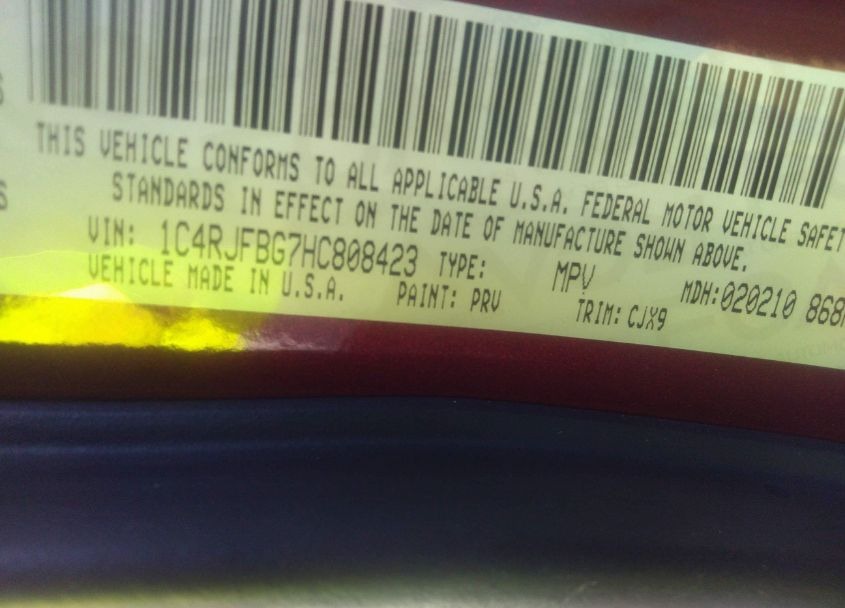 THIS VEHICLE CONFORMS TO ALL APPLICABLE U.S.A. FEDERAL MOTOR VEHICLE SAFET
STANDARDS IN EFFECT ON THE DATE OF MANUFACTURE SHOWN ABOVE.
VIN: 1C4RJFBG7HC808423 TYPE: MPV MDH: 020210 868
VEHICLE MADE IN U.S.A. PAINT: PRV TRIM: CJX9